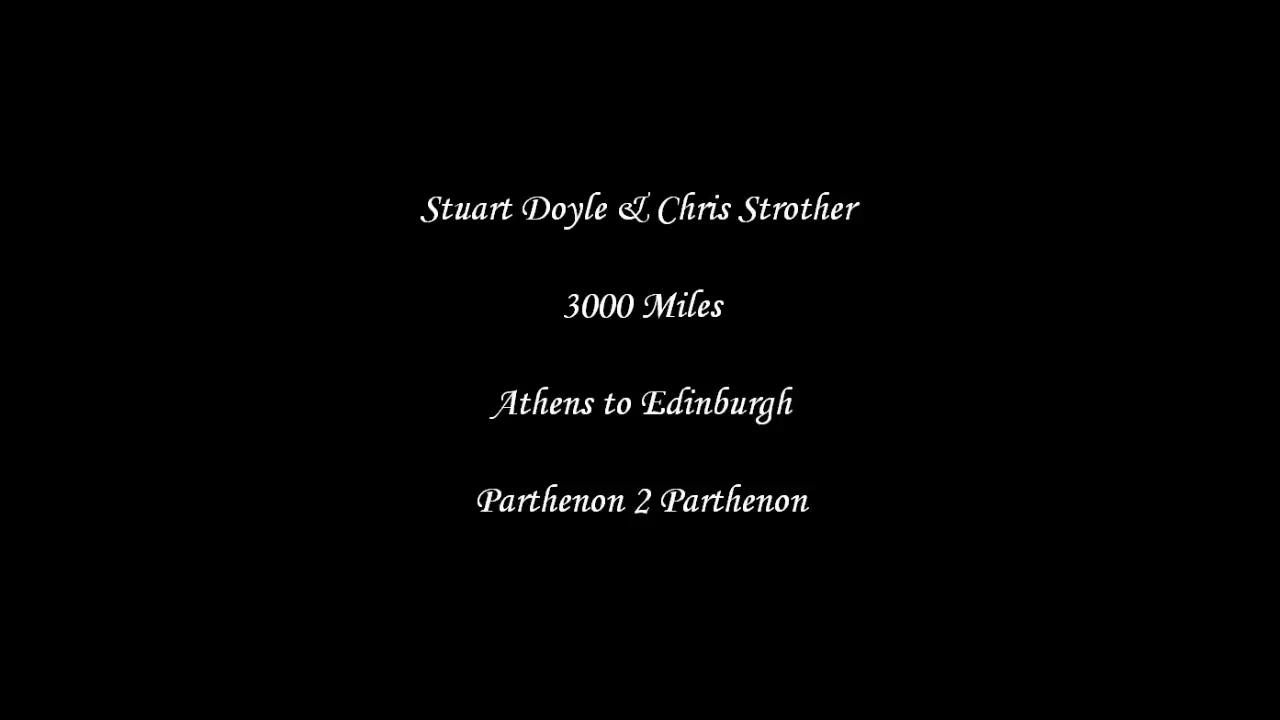 Stuart Doyle & Chris Strother
3000 Miles
Athens to Edinburgh
Parthenon 2 Parthenon